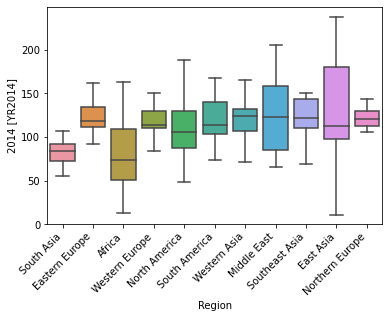 2014 [YR2014]
200
150
100
50
0
South Asia
Eastern Europe
Africa
Western Europe
North America
South America
Western Asia
Middle East
Southeast Asia
East Asia
Northern Europe
Region